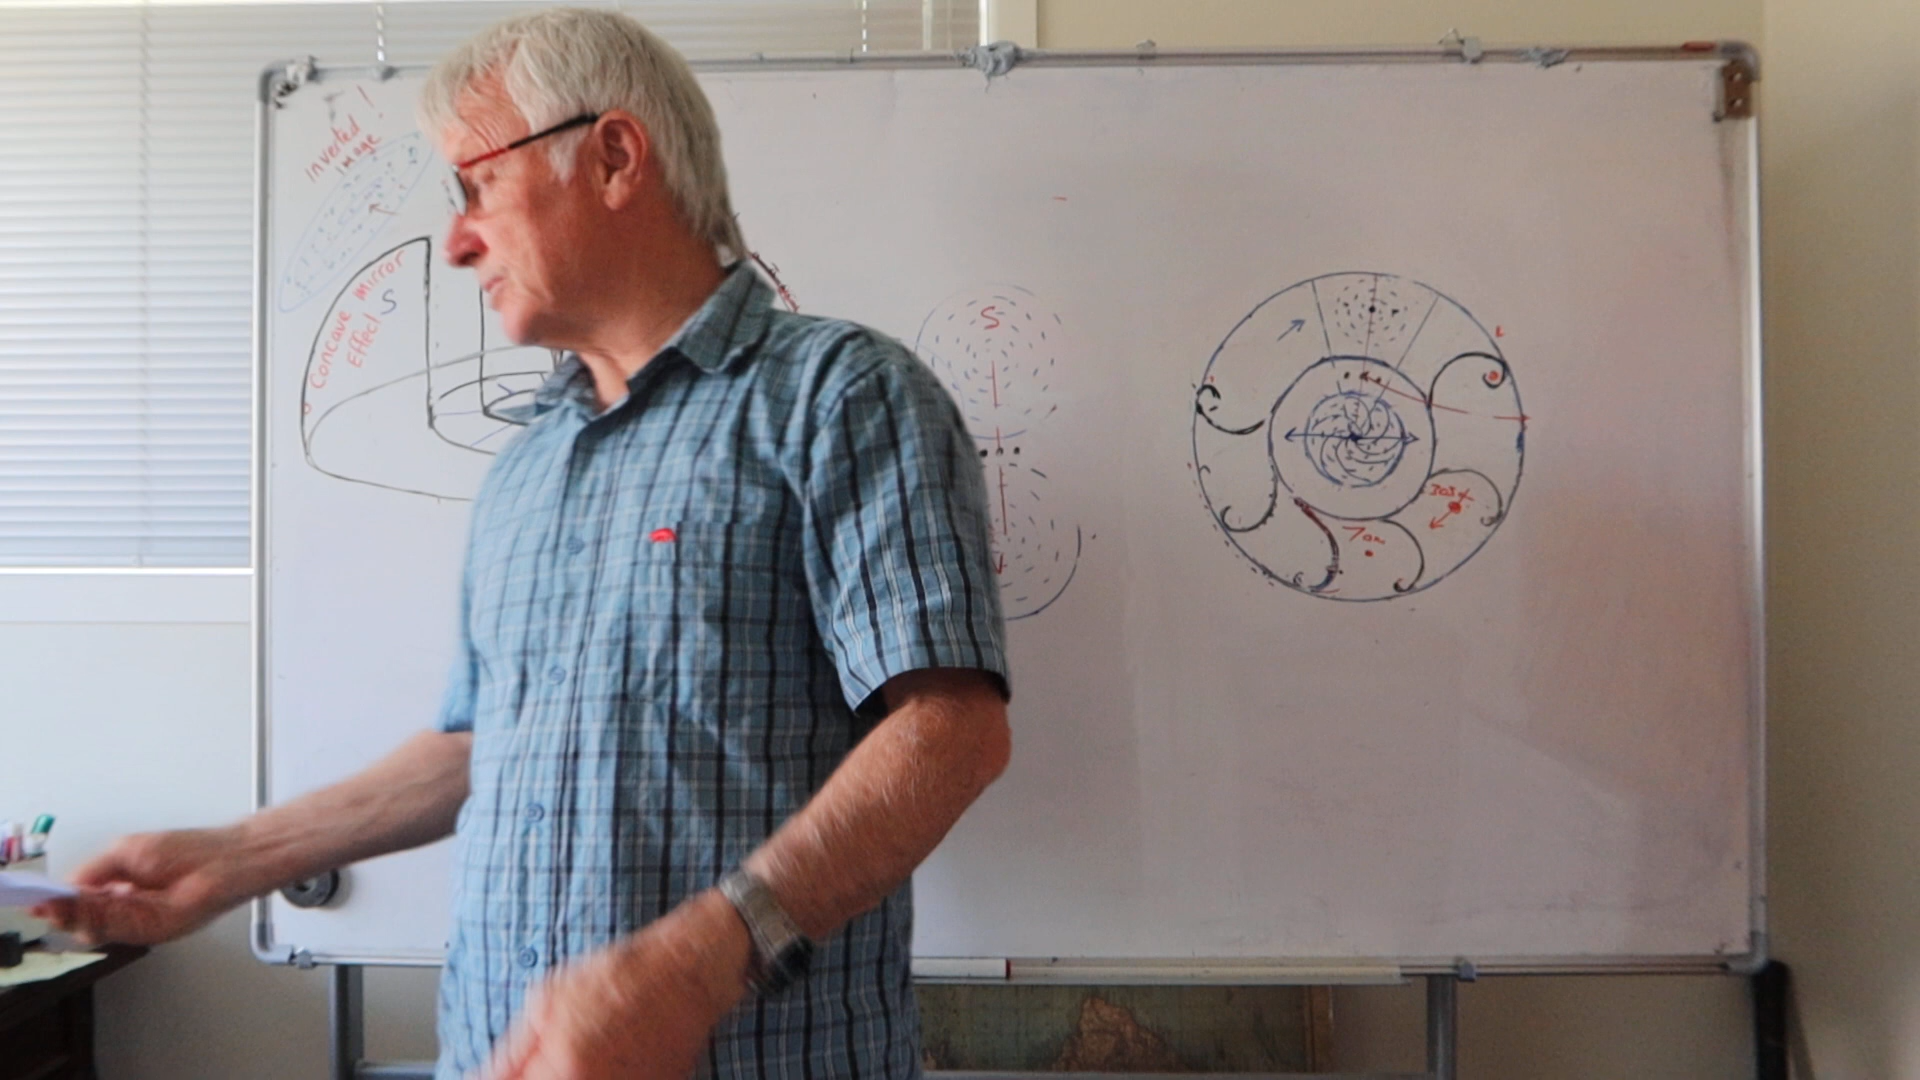 Inverted !
image
Concave Mirror
Effect S
S